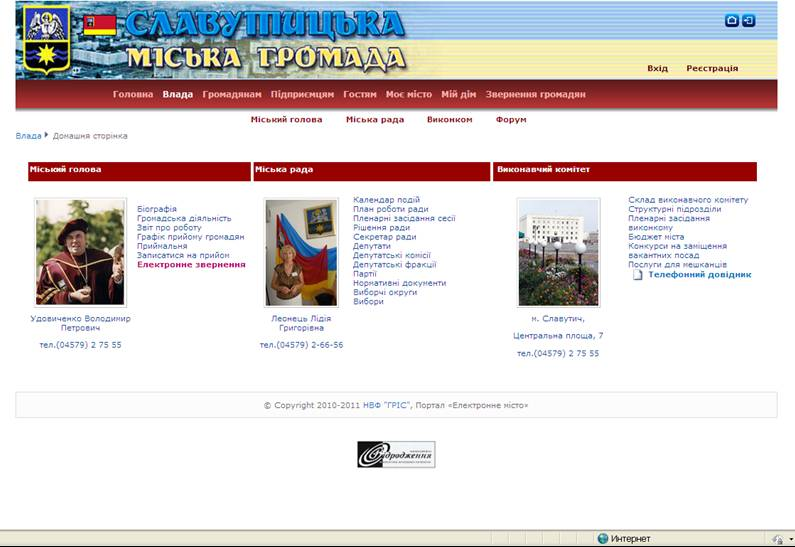 СЛАВУТИЦЬКА
МІСЬКА ГРОМАДА
Вхід Реєстрація
Головна Влада Громадянам Підприємцям Гостям Моє місто Мій дім Звернення громадян
Міський голова Міська рада Виконком Форум
Влада Домашня сторінка
Міський голова
Біографія
Громадська діяльність
Звіт про роботу
Графік прийому громадян
Приймальня
Записатися на прийом
Електронне звернення
Удовиченко Володимир
Петрович
тел.(04579) 2 75 55
Міська рада
Календар подій
План роботи ради
Пленарні засідання сесії
Рішення ради
Секретар ради
Депутати
Депутатські комісії
Депутатські фракції
Партії
Нормативні документи
Виборчі округи
Вибори
Леонець Лідія
Григорівна
тел.(04579) 2-66-56
Виконавчий комітет
Склад виконавчого комітету
Структурні підрозділи
Пленарні засідання
виконкому
Бюджет міста
Конкурси на заміщення
вакантних посад
Послуги для мешканців
Телефонний довідник
м. Славутич,
Центральна площа, 7
тел.(04579) 2 75 55
© Copyright 2010-2011 НВФ "ГРІС", Портал «Електронне місто»
Відродження
Интернет